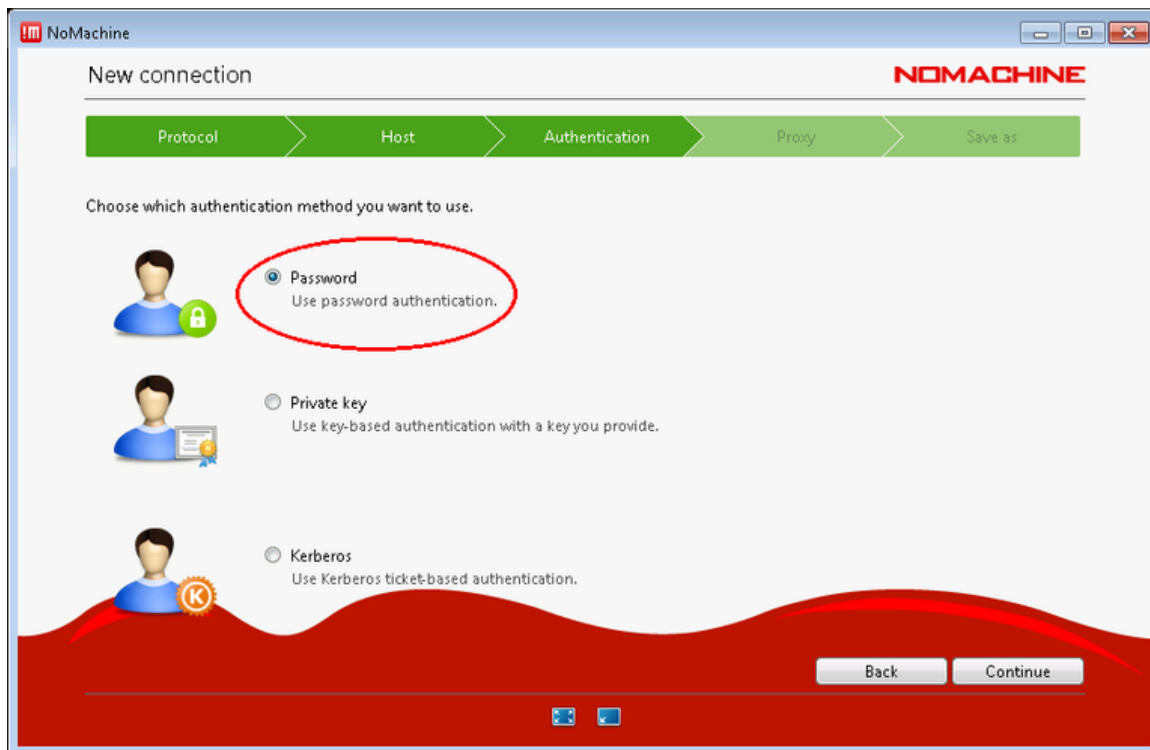 !m NoMachine
New connection
NOMACHINE
Protocol
Host
Authentication
Proxy
Save as
Choose which authentication method you want to use.
Password
Use password authentication.
Private key
Use key-based authentication with a key you provide.
K
Kerberos
Use Kerberos ticket-based authentication.
Back
Continue